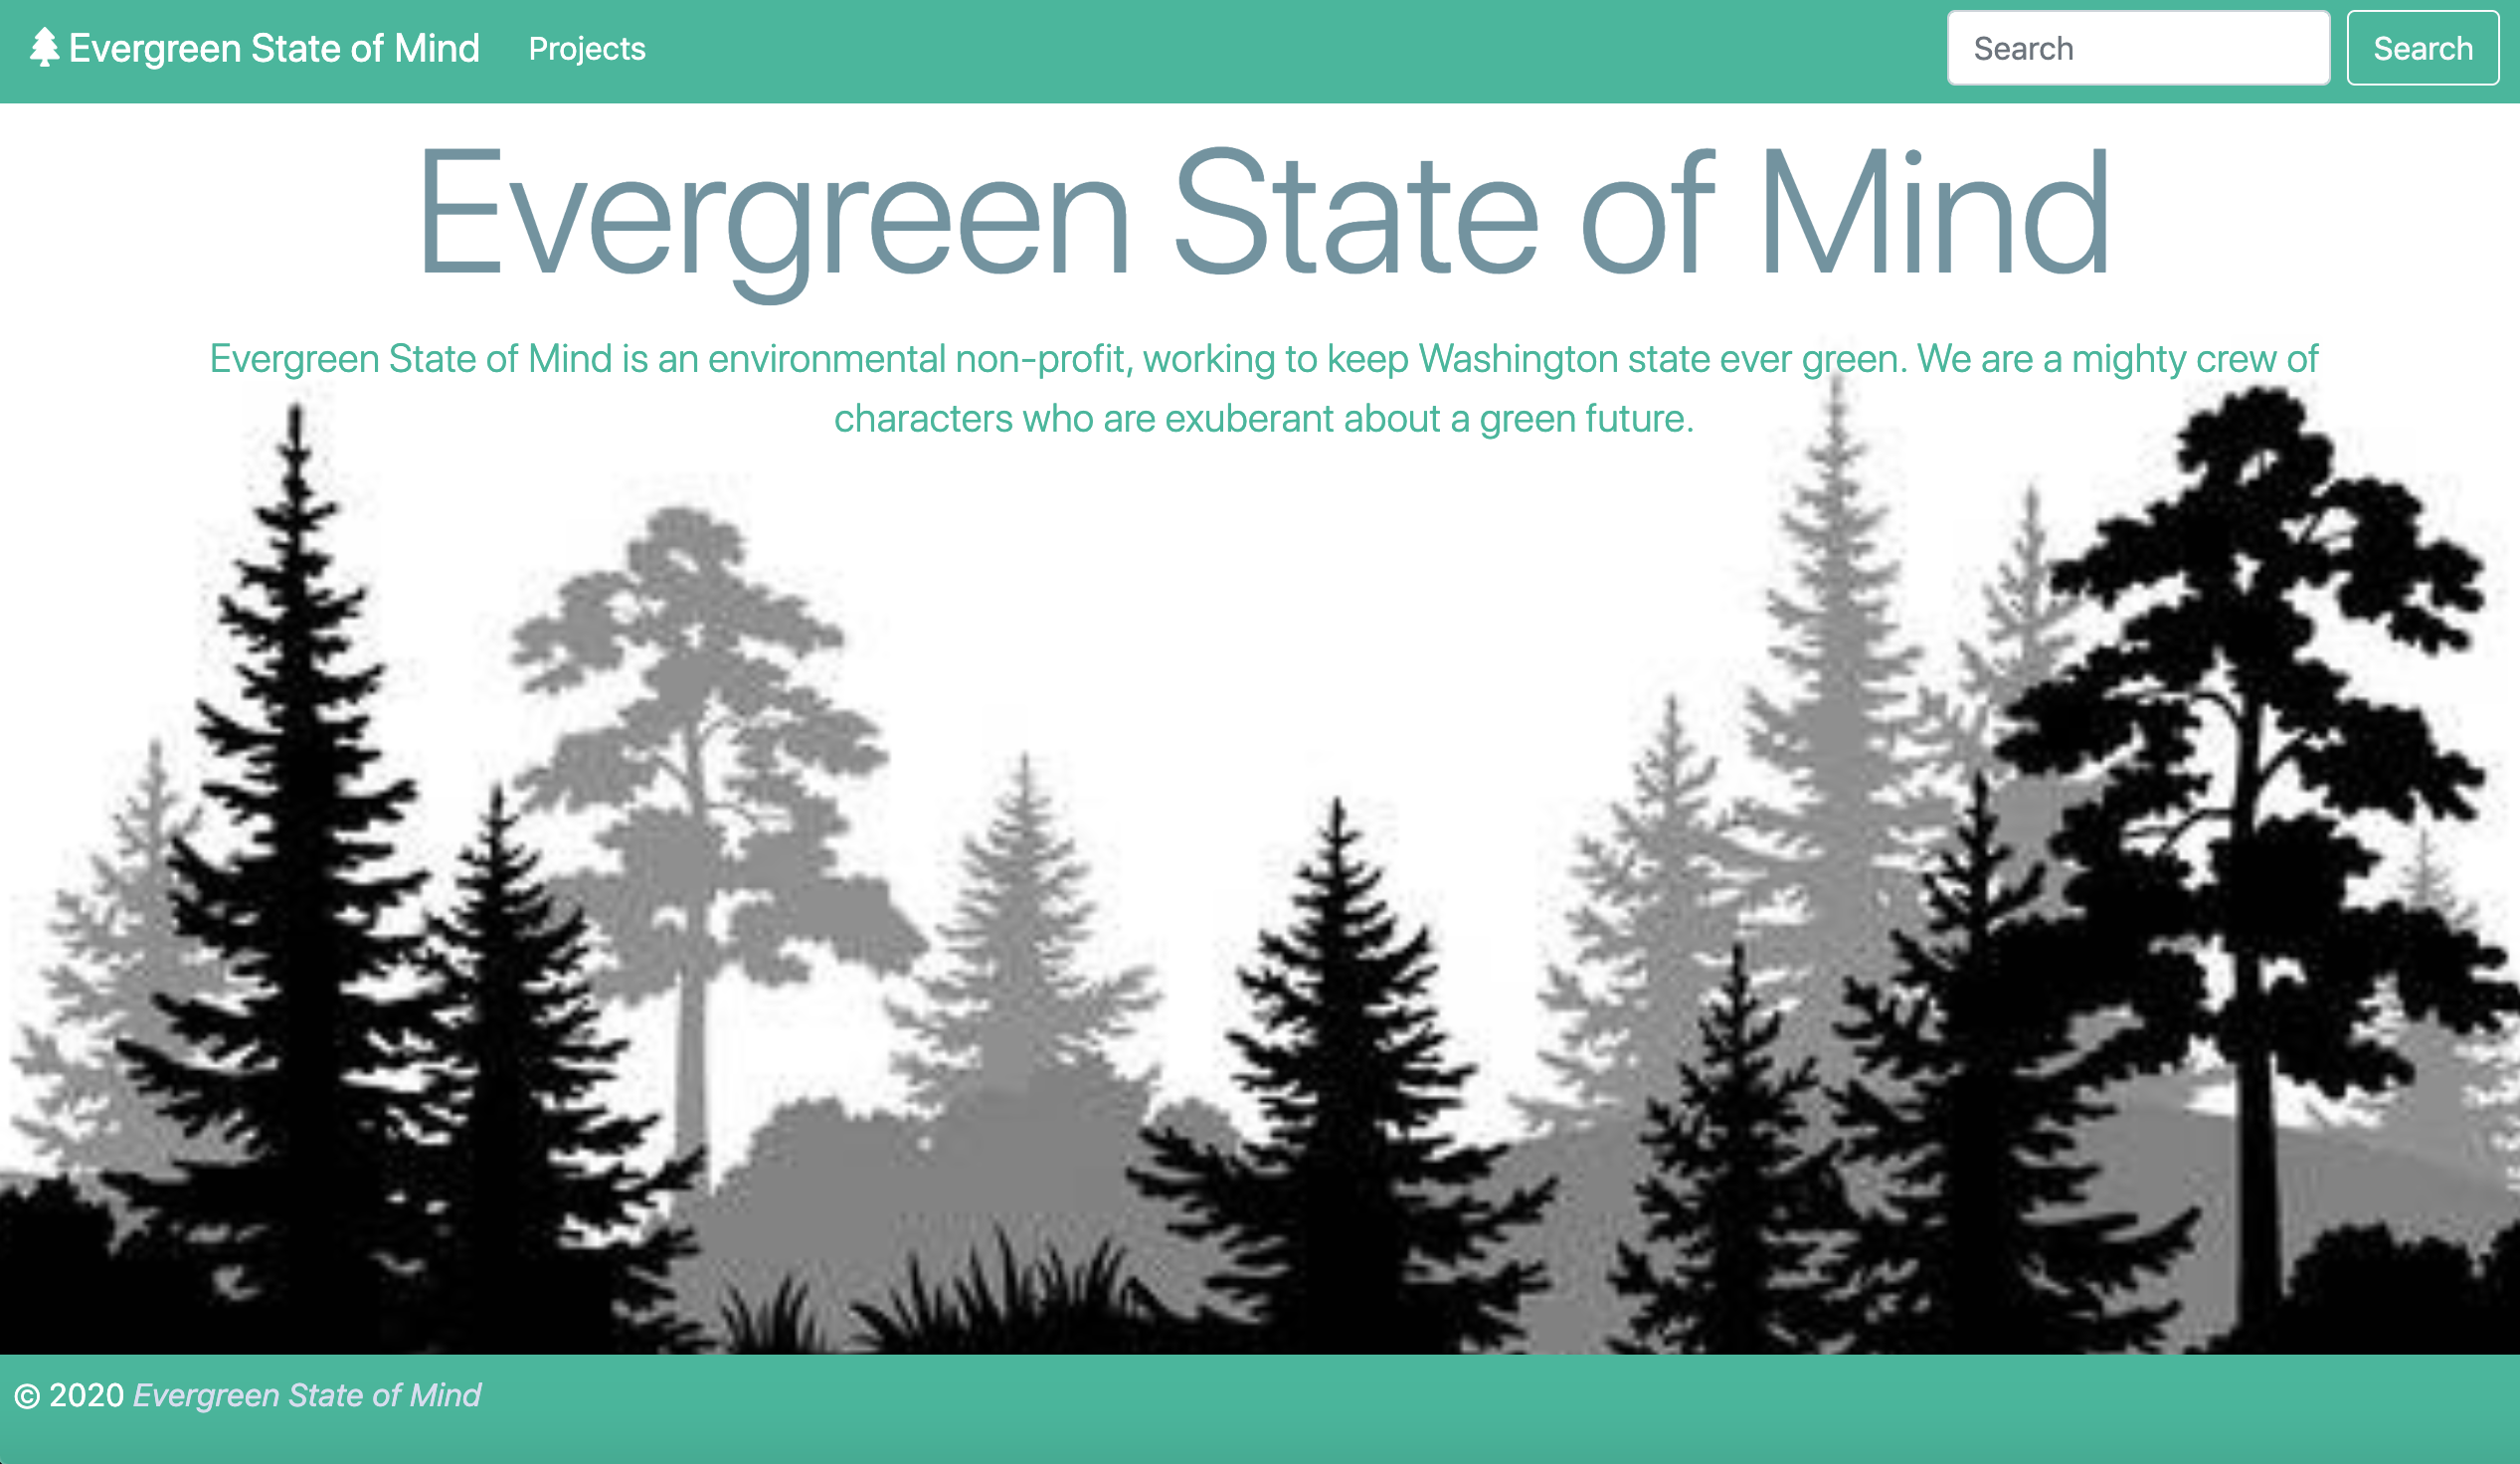 Evergreen State of Mind Projects Search Search
Evergreen State of Mind
Evergreen State of Mind is an environmental non-profit, working to keep Washington state ever green. We are a mighty crew of
characters who are exuberant about a green future.
© 2020 Evergreen State of Mind